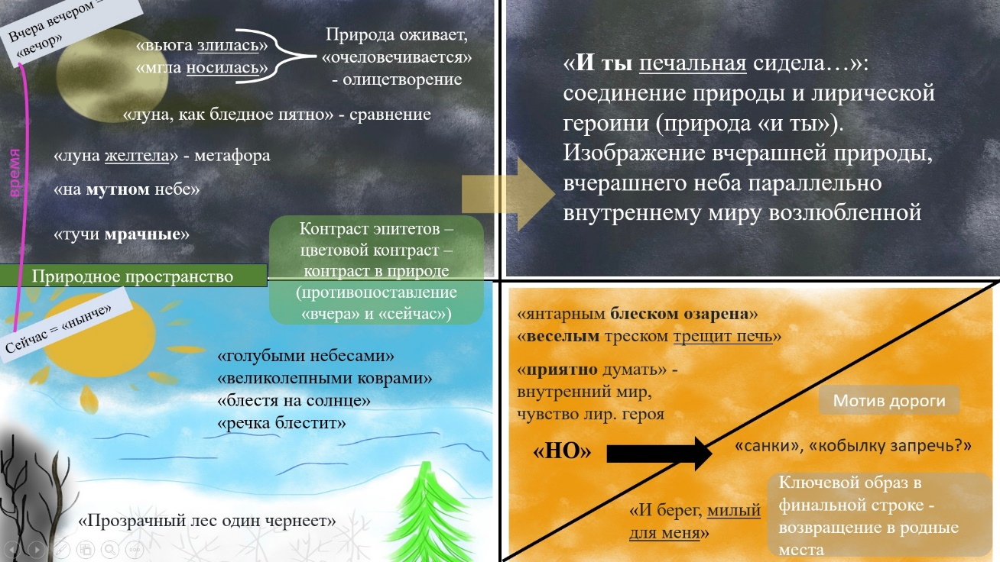 Вчера вечером =
«вечор»
«вьюга злилась»
«мгла носилась»
Природа оживает,
«очеловечивается»
- олицетворение
«луна, как бледное пятно» - сравнение
«луна желтела» - метафора
«на мутном небе»
«тучи мрачные»
время
Контраст эпитетов –
цветовой контраст –
контраст в природе
(противопоставление
«вчера» и «сейчас»)
Природное пространство
Сейчас = «нынче»
«голубыми небесами»
«великолепными коврами»
«блестя на солнце»
«речка блестит»
«Прозрачный лес один чернеет»
«И ты печальная сидела…»:
соединение природы и лирической
героини (природа «и ты»).
Изображение вчерашней природы,
вчерашнего неба параллельно
внутреннему миру возлюбленной
«янтарным блеском озарена»
«веселым треском трещит печь»
«приятно думать» -
внутренний мир,
чувство лир. героя
«НО»
Мотив дороги
«санки», «кобылку запречь?»
«И берег, милый
для меня»
Ключевой образ в
финальной строке -
возвращение в родные
места